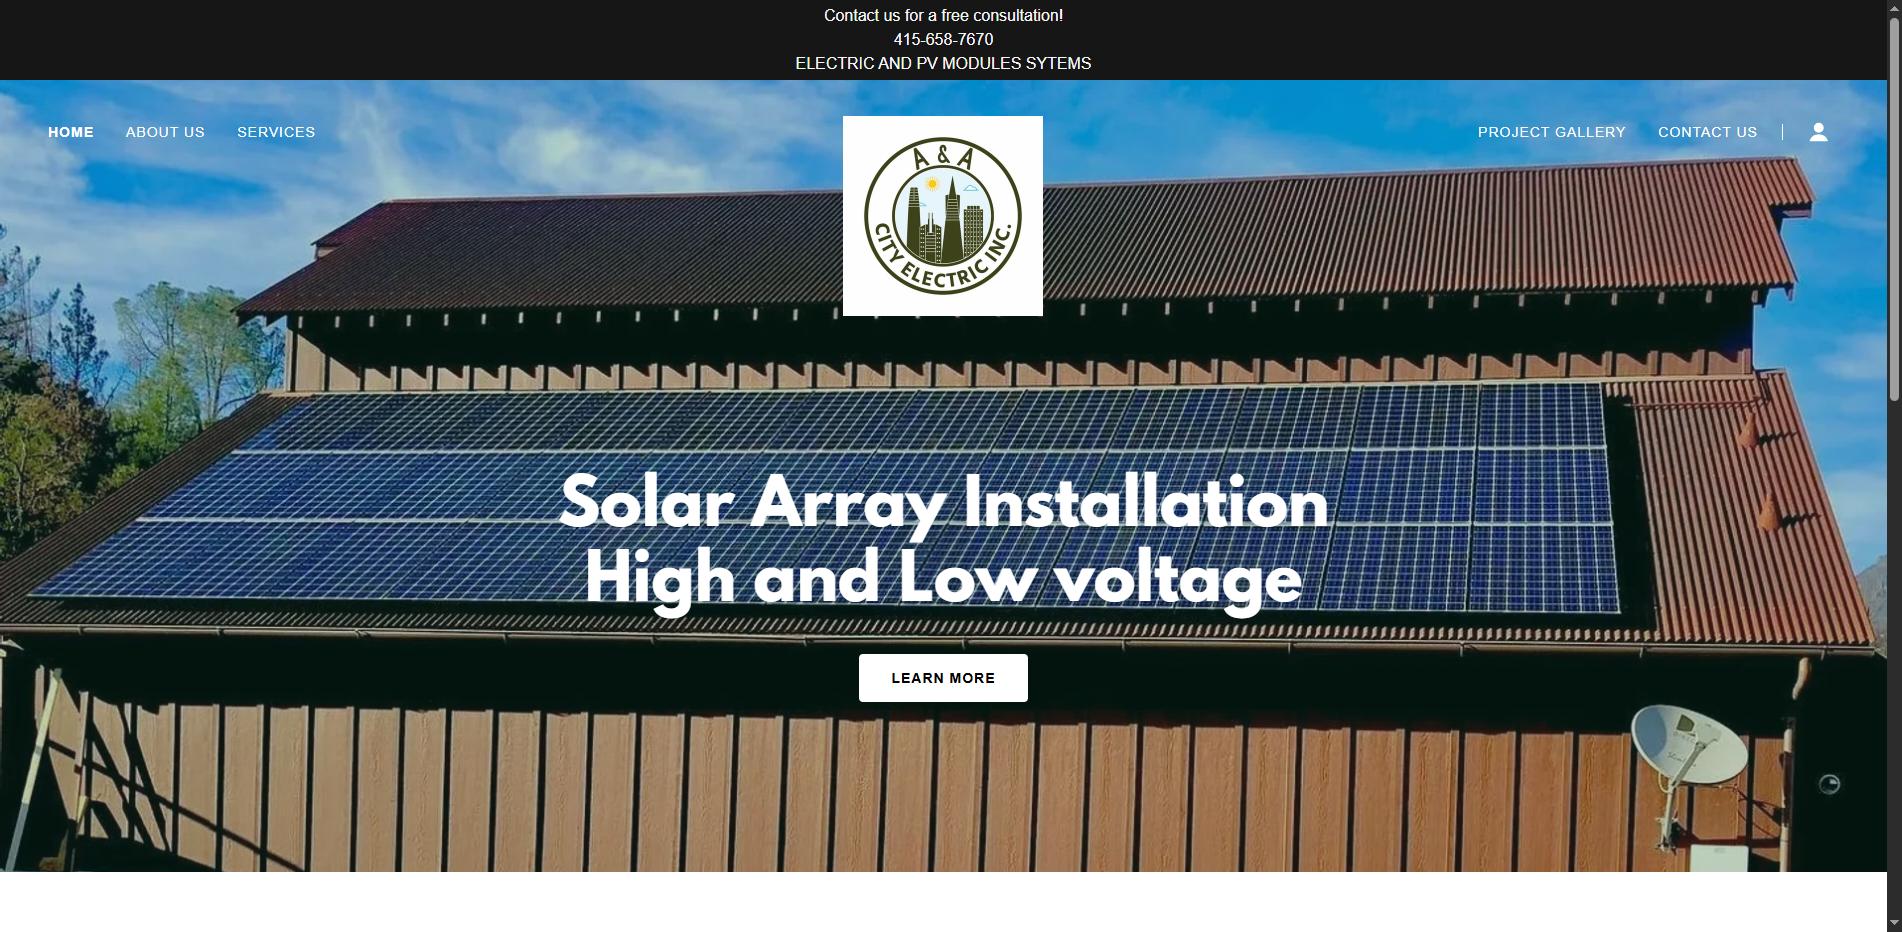 Contact us for a free consultation!
415-658-7670
ELECTRIC AND PV MODULES SYTEMS
HOME
ABOUT US
SERVICES
A & A
CITY ELECTRIC INC.
PROJECT GALLERY
CONTACT US
Solar Array Installation
High and Low voltage
LEARN MORE